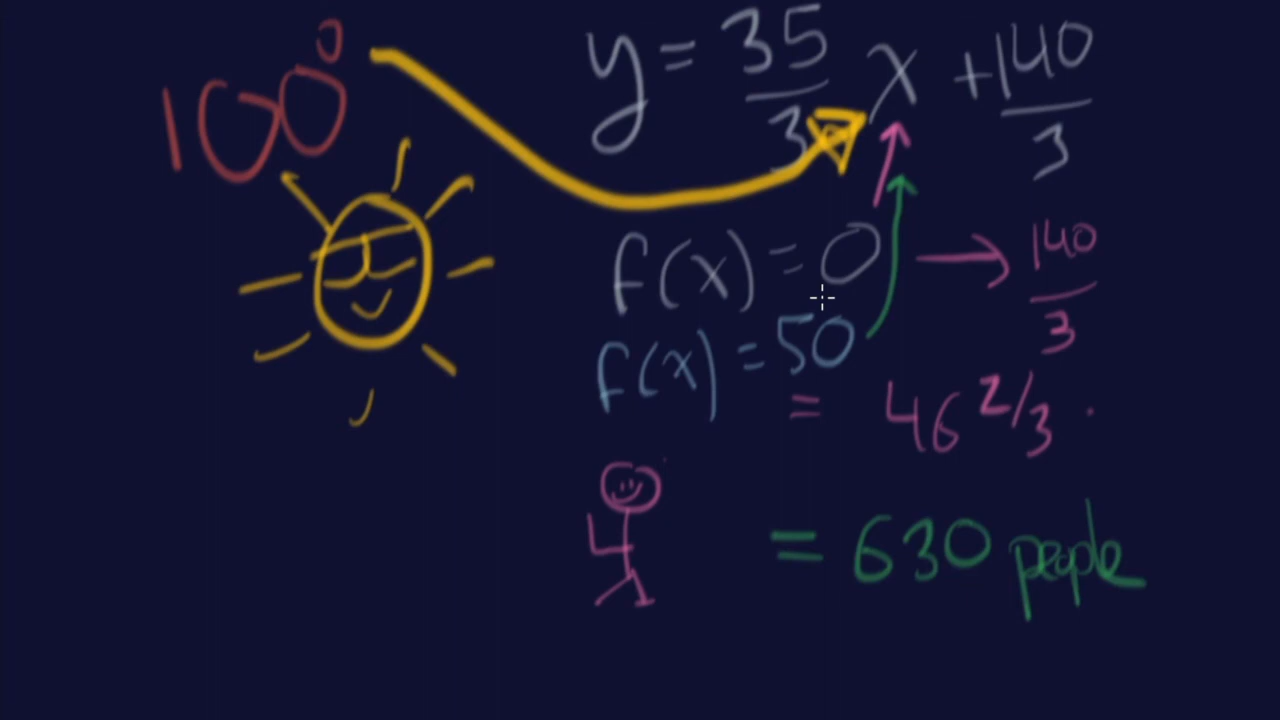 100°
y = 35/3 x + 140/3
f(x) = 0 → 140/3
f(x) = 50
= 46 2/3
= 630 people